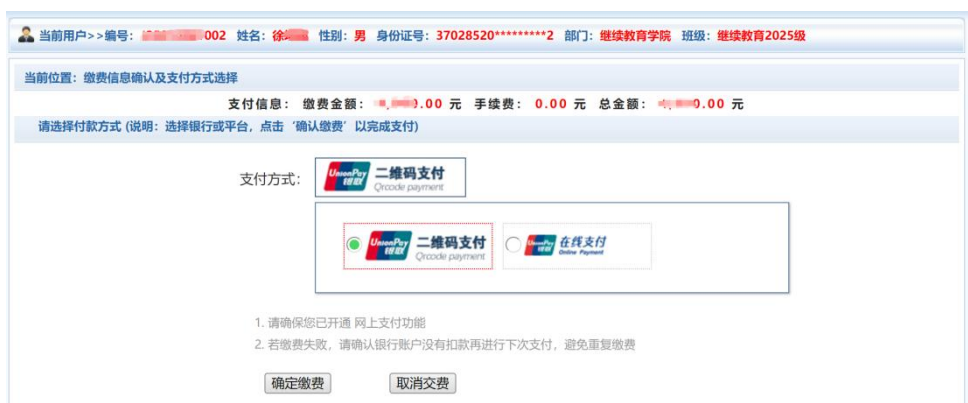 当前用户>>编号: 002 姓名: 徐 性别: 男 身份证号: 37028520*********2 部门: 继续教育学院 班级: 继续教育2025级
当前位置: 缴费信息确认及支付方式选择
支付信息: 缴费金额: .00 元 手续费: 0.00 元 总金额: 0.00 元
请选择付款方式 (说明: 选择银行或平台, 点击‘确认缴费’以完成支付)
支付方式:
UnionPay 银联 二维码支付 Qrcode payment
UnionPay 银联 二维码支付 Qrcode payment
UnionPay 银联 在线支付 Online Payment
1. 请确保您已开通 网上支付功能
2. 若缴费失败, 请确认银行账户没有扣款再进行下次支付, 避免重复缴费
确定缴费 取消交费